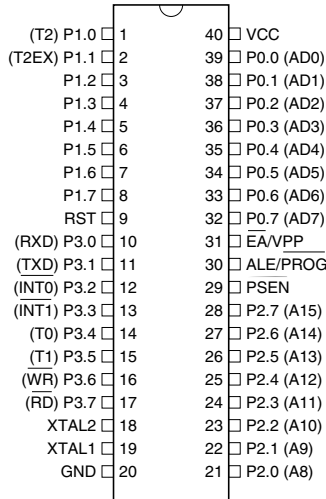 (T2) P1.0 1 40 VCC
(T2EX) P1.1 2 39 P0.0 (AD0)
P1.2 3 38 P0.1 (AD1)
P1.3 4 37 P0.2 (AD2)
P1.4 5 36 P0.3 (AD3)
P1.5 6 35 P0.4 (AD4)
P1.6 7 34 P0.5 (AD5)
P1.7 8 33 P0.6 (AD6)
RST 9 32 P0.7 (AD7)
(RXD) P3.0 10 31 E̅A̅/VPP
(TXD) P3.1 11 30 ALE/P̅R̅O̅G̅
(I̅N̅T̅0̅) P3.2 12 29 P̅S̅E̅N̅
(I̅N̅T̅1̅) P3.3 13 28 P2.7 (A15)
(T0) P3.4 14 27 P2.6 (A14)
(T1) P3.5 15 26 P2.5 (A13)
(W̅R̅) P3.6 16 25 P2.4 (A12)
(R̅D̅) P3.7 17 24 P2.3 (A11)
XTAL2 18 23 P2.2 (A10)
XTAL1 19 22 P2.1 (A9)
GND 20 21 P2.0 (A8)